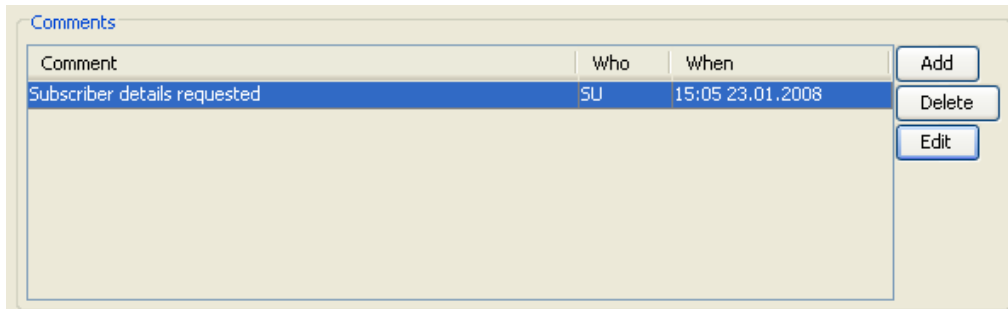 Comments
Comment Who When Add
Subscriber details requested SU 15:05 23.01.2008
Delete
Edit